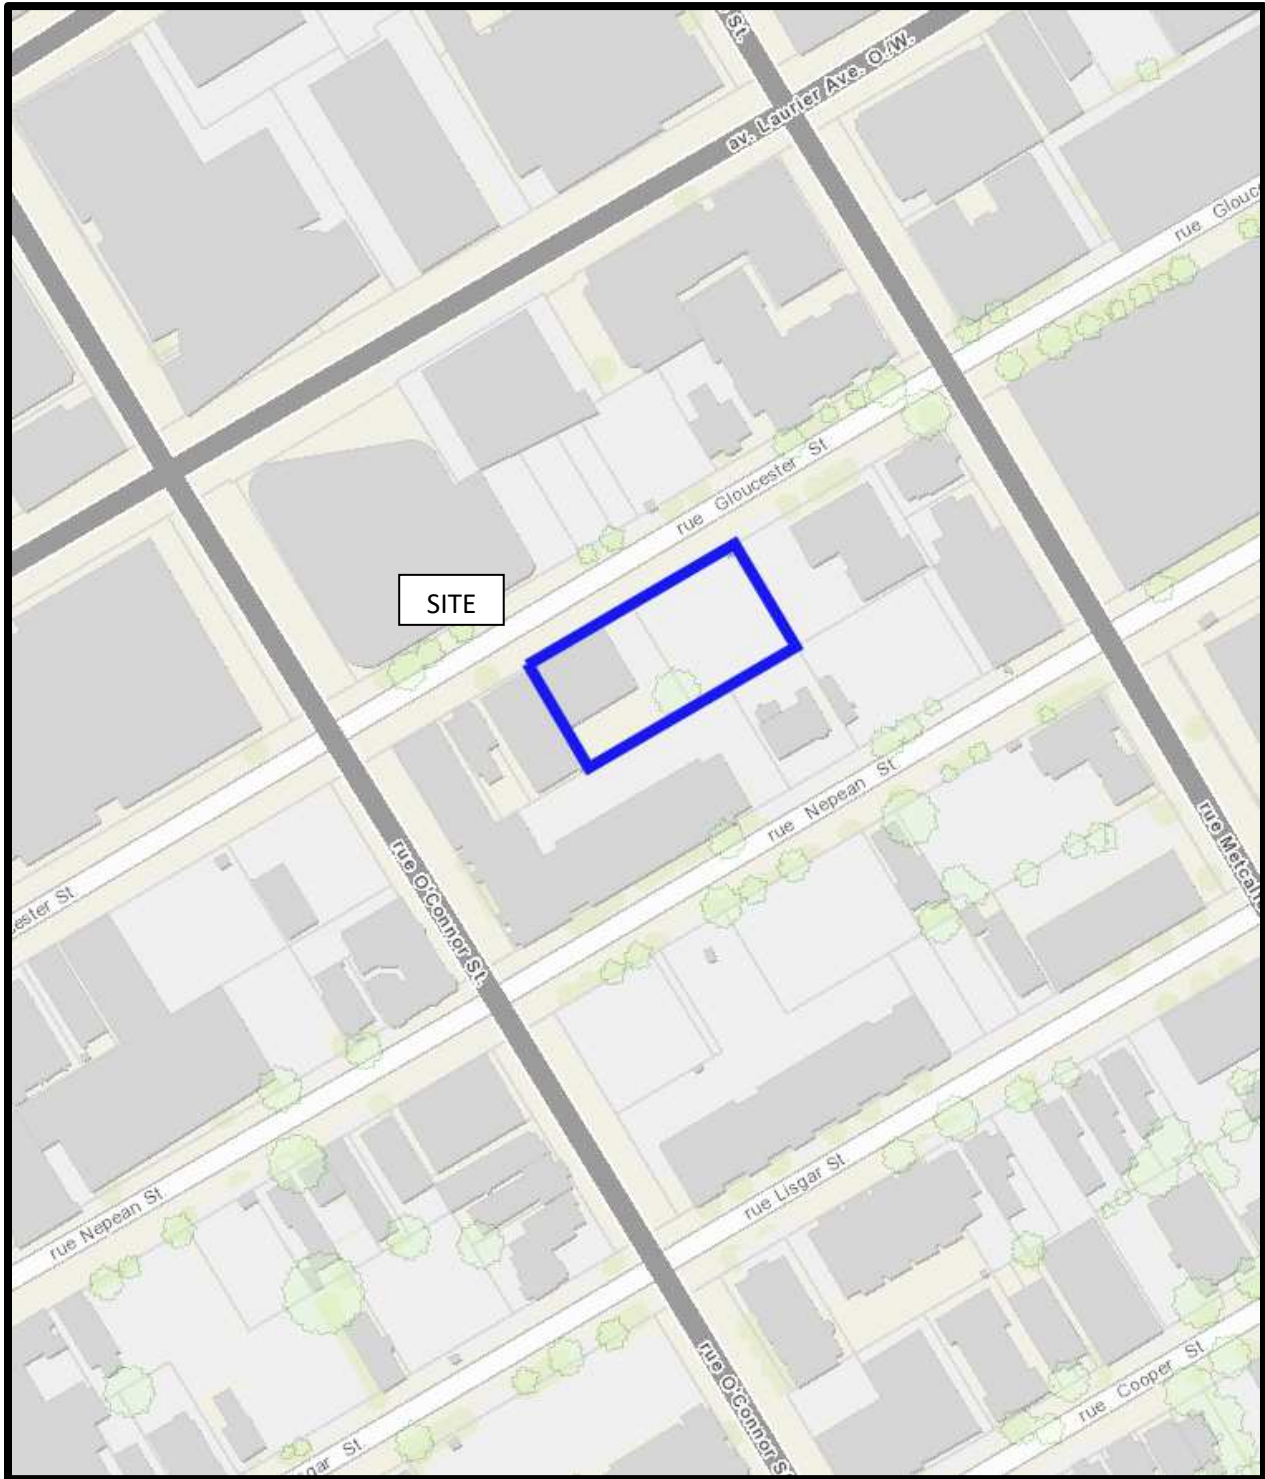 St.
av. Laurier Ave. O./W.
rue Glouc
rue Gloucester St
SITE
rue Nepean St.
rue Metcalf
ester St
rue O'Connor St.
rue Lisgar St
rue Nepean St.
rue O'Connor S
rue Cooper St
gar St.